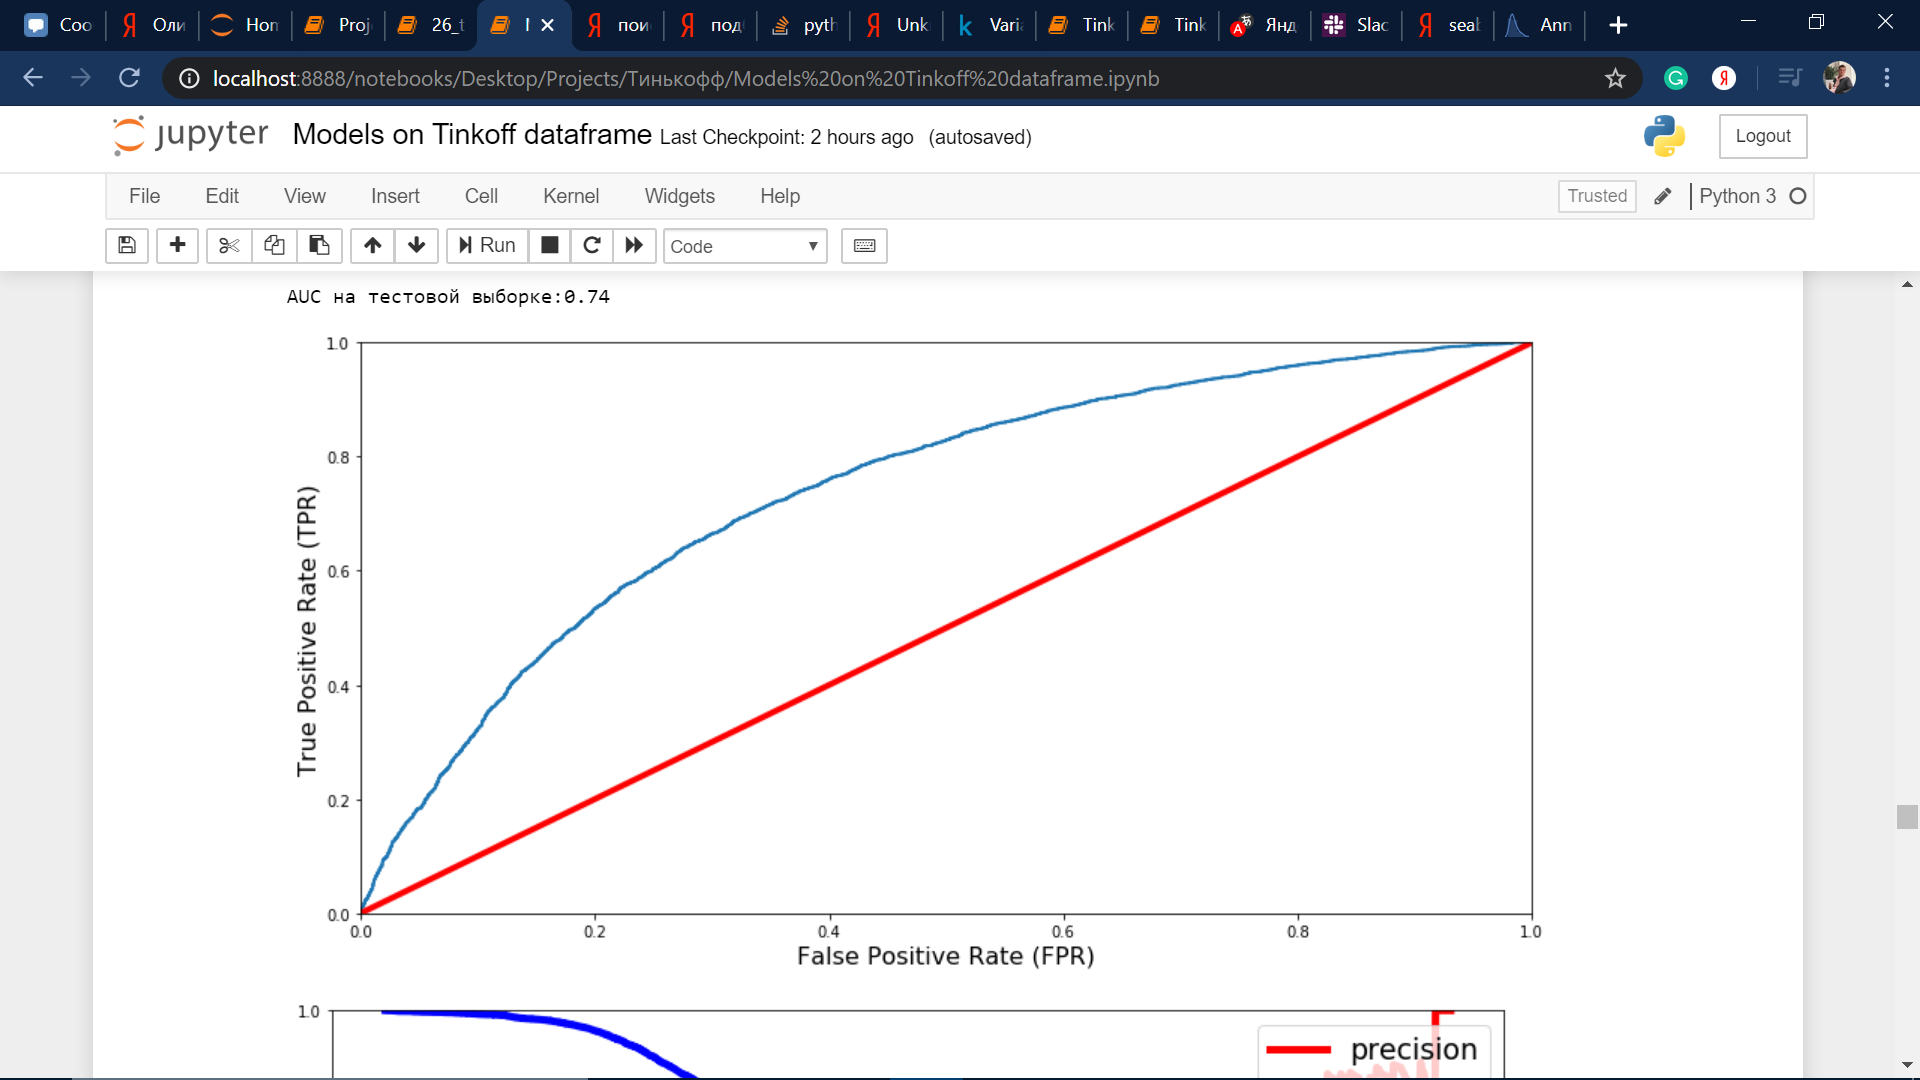 Coo
Оли
Hon
Proj
26_t
пои
под
pyth
Unk
Vari
Tink
Tink
Янд
Slac
seal
Ann
localhost:8888/notebooks/Desktop/Projects/Тинькофф/Models%20on%20Tinkoff%20dataframe.ipynb
jupyter Models on Tinkoff dataframe Last Checkpoint: 2 hours ago (autosaved)
Logout
File Edit View Insert Cell Kernel Widgets Help
Trusted
Python 3
Run
Code
AUC на тестовой выборке:0.74
1.0
0.8
0.6
0.4
0.2
0.0
True Positive Rate (TPR)
0.0 0.2 0.4 0.6 0.8 1.0
False Positive Rate (FPR)
1.0
precision